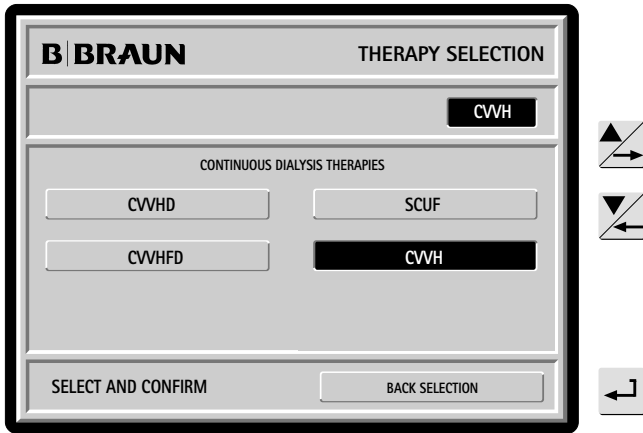 B|BRAUN THERAPY SELECTION
CVVH
CONTINUOUS DIALYSIS THERAPIES
CVVHD SCUF
CVVHFD CVVH
SELECT AND CONFIRM BACK SELECTION